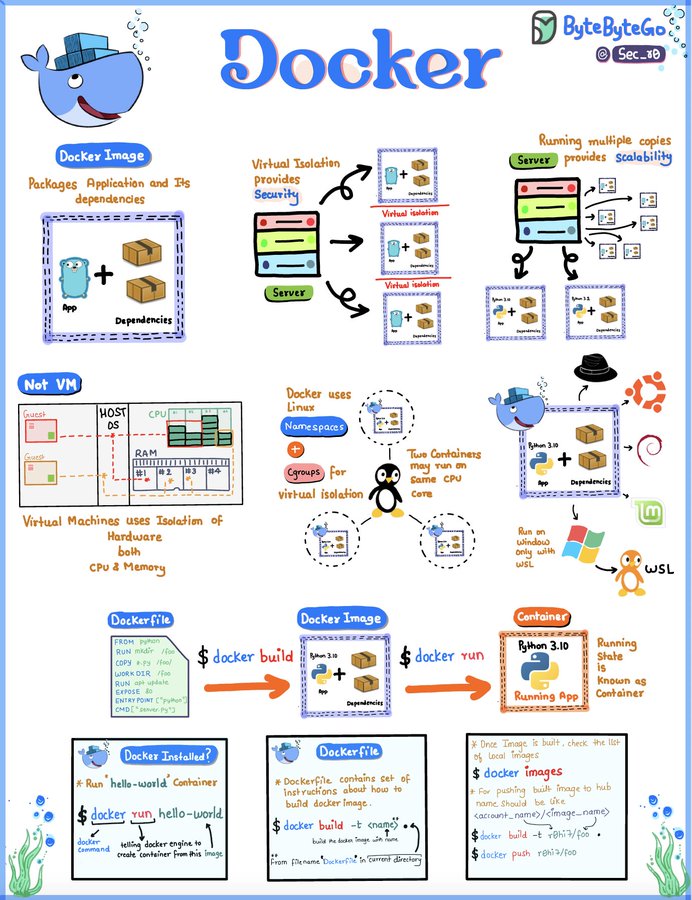 ByteByteGo
Docker
@ Sec_r0
Docker Image
Packages Application and Its
dependencies
App
+
Dependencies
Virtual Isolation
provides
Security
Server
App
+
Dependencies
Virtual isolation
App
+
Dependencies
Virtual isolation
App
+
Dependencies
Running multiple copies
provides scalability
Server
Python 3.10
+
Dependencies
+
Dependencies
Not VM
Guest
Guest
HOST
OS
CPU
RAM
#1
#2
#3
#4
Virtual Machines uses Isolation of
Hardware
both
CPU & Memory
Docker uses
Linux
Namespaces
+
Cgroups for
virtual isolation
Two Containers
may run on
same CPU
core
Python 3.10
App
+
Dependencies
Run on
Window
only with
WSL
WSL
Dockerfile
FROM python
RUN mkdir /foo
COPY *.py /foo/
WORKDIR /foo
RUN apt update
EXPOSE 80
ENTRYPOINT ["python"]
CMD ["server.py"]
$ docker build
Docker Image
Python 3.10
App
+
Dependencies
$ docker run
Container
Python 3.10
Running App
Running
State
is
Known as
Container
Docker Installed?
* Run "hello-world" Container
$ docker run hello-world
docker
command
telling docker engine to
create container from this image
Dockerfile
* Dockerfile contains set of
instructions about how to
build docker image.
$ docker build -t <name> .
build the docker image with name
From filename "Dockerfile" in current directory
* Once Image is built, check the list
of local images
$ docker images
* For pushing built image to hub
name should be like
<account_name>/<image_name>
$ docker build -t r0hi7/foo .
$ docker push r0hi7/foo